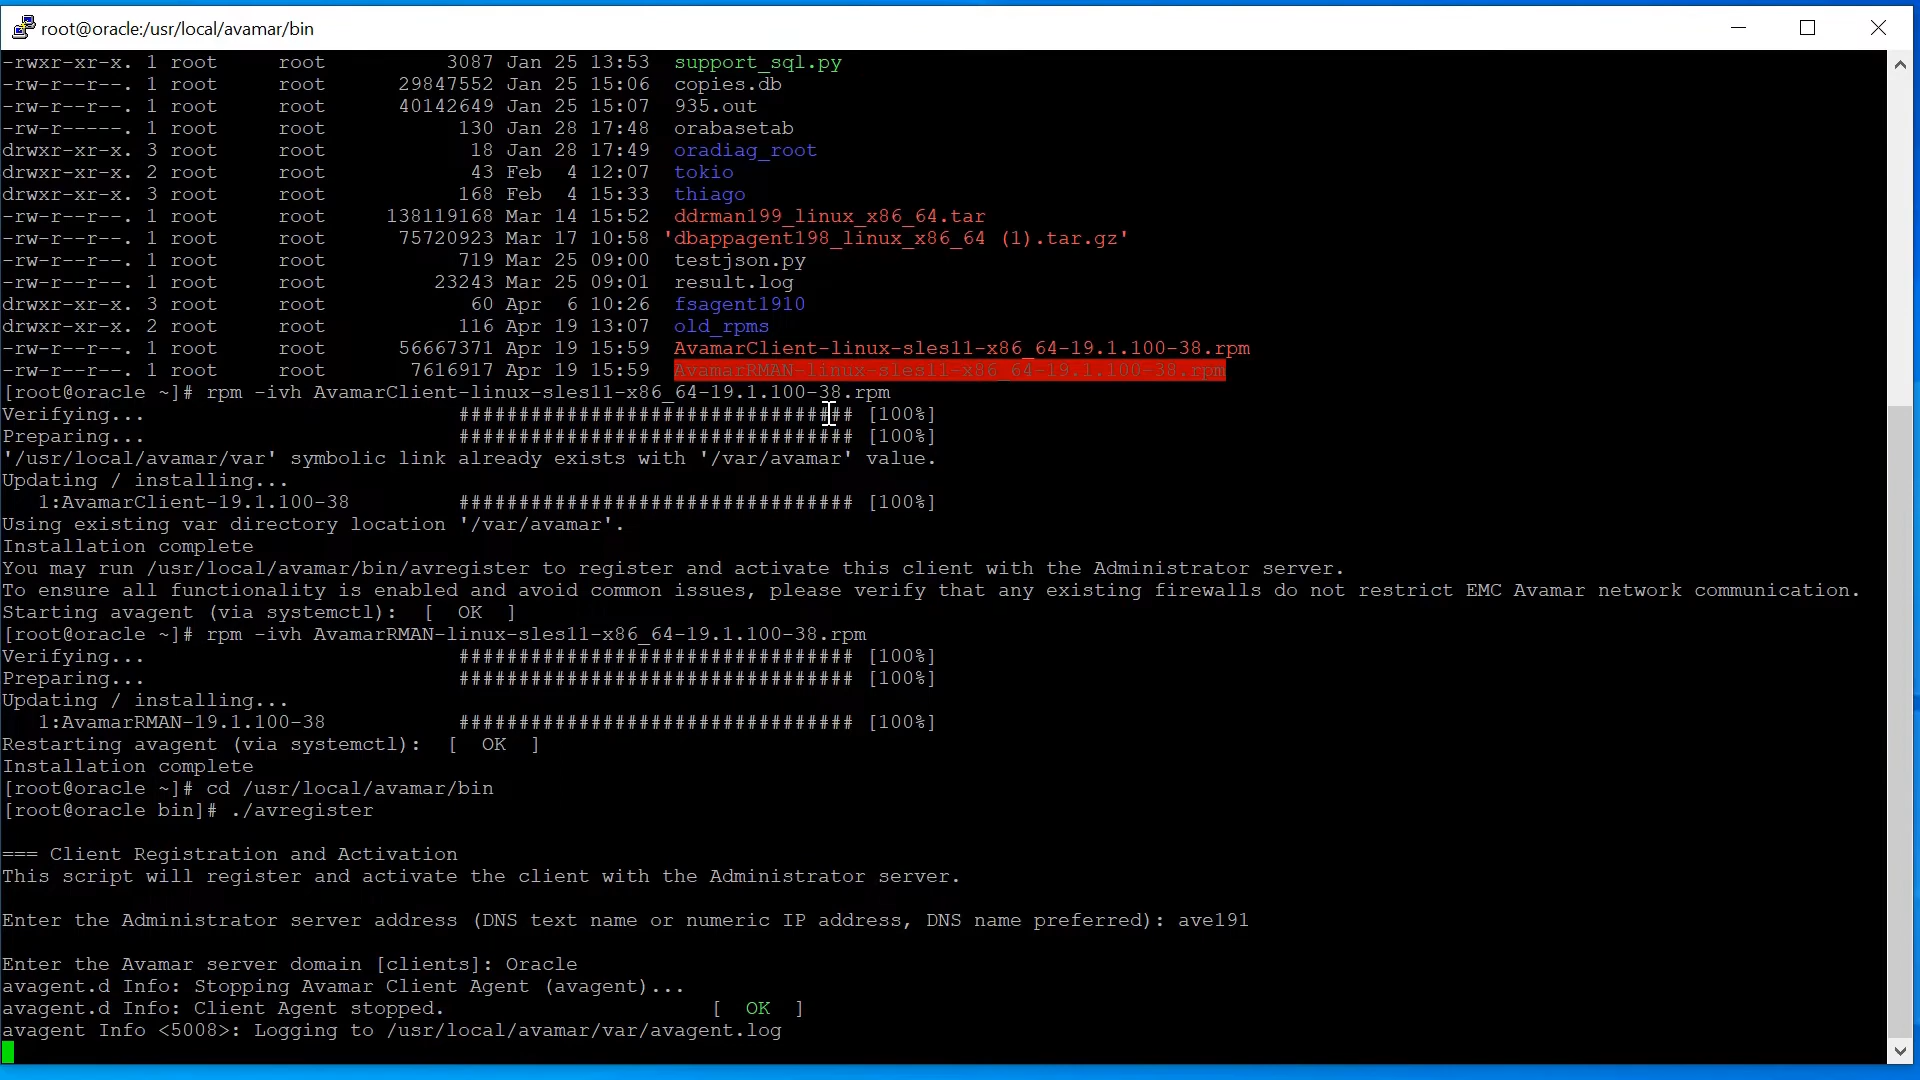 root@oracle:/usr/local/avamar/bin
-rwxr-xr-x. 1 root     root          3087 Jan 25 13:53  support_sql.py
-rw-r--r--. 1 root     root      29847552 Jan 25 15:06  copies.db
-rw-r--r--. 1 root     root      40142649 Jan 25 15:07  935.out
-rw-r-----. 1 root     root           130 Jan 28 17:48  orabasetab
drwxr-xr-x. 3 root     root            18 Jan 28 17:49  oradiag_root
drwxr-xr-x. 2 root     root            43 Feb  4 12:07  tokio
drwxr-xr-x. 3 root     root           168 Feb  4 15:33  thiago
-rw-r--r--. 1 root     root     138119168 Mar 14 15:52  ddrman199_linux_x86_64.tar
-rw-r--r--. 1 root     root      75720923 Mar 17 10:58 'dbappagent198_linux_x86_64 (1).tar.gz'
-rw-r--r--. 1 root     root           719 Mar 25 09:00  testjson.py
-rw-r--r--. 1 root     root         23243 Mar 25 09:01  result.log
drwxr-xr-x. 3 root     root            60 Apr  6 10:26  fsagent1910
drwxr-xr-x. 2 root     root           116 Apr 19 13:07  old_rpms
-rw-r--r--. 1 root     root      56667371 Apr 19 15:59  AvamarClient-linux-sles11-x86_64-19.1.100-38.rpm
-rw-r--r--. 1 root     root       7616917 Apr 19 15:59  AvamarRMAN-linux-sles11-x86_64-19.1.100-38.rpm
[root@oracle ~]# rpm -ivh AvamarClient-linux-sles11-x86_64-19.1.100-38.rpm
Verifying...                          ################################# [100%]
Preparing...                          ################################# [100%]
'/usr/local/avamar/var' symbolic link already exists with '/var/avamar' value.
Updating / installing...
   1:AvamarClient-19.1.100-38         ################################# [100%]
Using existing var directory location '/var/avamar'.
Installation complete
You may run /usr/local/avamar/bin/avregister to register and activate this client with the Administrator server.
To ensure all functionality is enabled and avoid common issues, please verify that any existing firewalls do not restrict EMC Avamar network communication.
Starting avagent (via systemctl):  [  OK  ]
[root@oracle ~]# rpm -ivh AvamarRMAN-linux-sles11-x86_64-19.1.100-38.rpm
Verifying...                          ################################# [100%]
Preparing...                          ################################# [100%]
Updating / installing...
   1:AvamarRMAN-19.1.100-38           ################################# [100%]
Restarting avagent (via systemctl):  [  OK  ]
Installation complete
[root@oracle ~]# cd /usr/local/avamar/bin
[root@oracle bin]# ./avregister
=== Client Registration and Activation
This script will register and activate the client with the Administrator server.
Enter the Administrator server address (DNS text name or numeric IP address, DNS name preferred): ave191
Enter the Avamar server domain [clients]: Oracle
avagent.d Info: Stopping Avamar Client Agent (avagent)...
avagent.d Info: Client Agent stopped.                      [  OK  ]
avagent Info <5008>: Logging to /usr/local/avamar/var/avagent.log